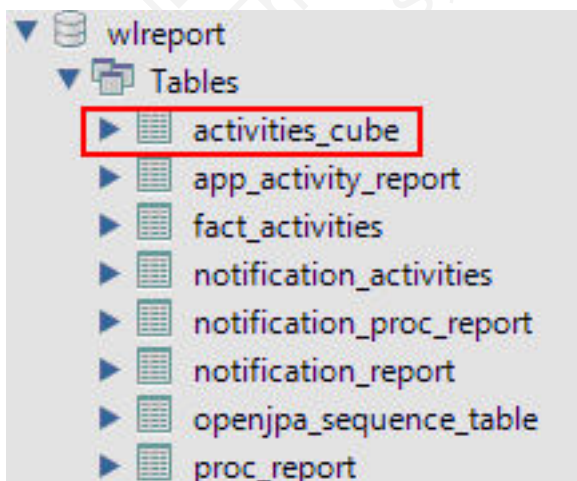 wlreport
Tables
activities_cube
app_activity_report
fact_activities
notification_activities
notification_proc_report
notification_report
openjpa_sequence_table
proc_report